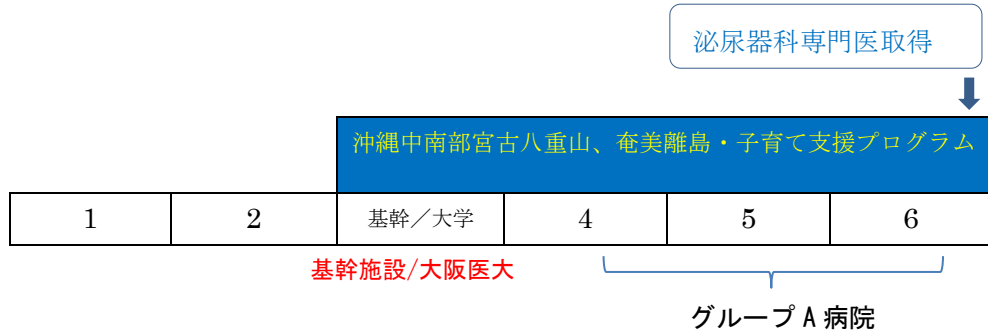 泌尿器科専門医取得
沖縄中南部宮古八重山、奄美離島・子育て支援プログラム
1 2 基幹／大学 4 5 6
基幹施設/大阪医大
グループA病院